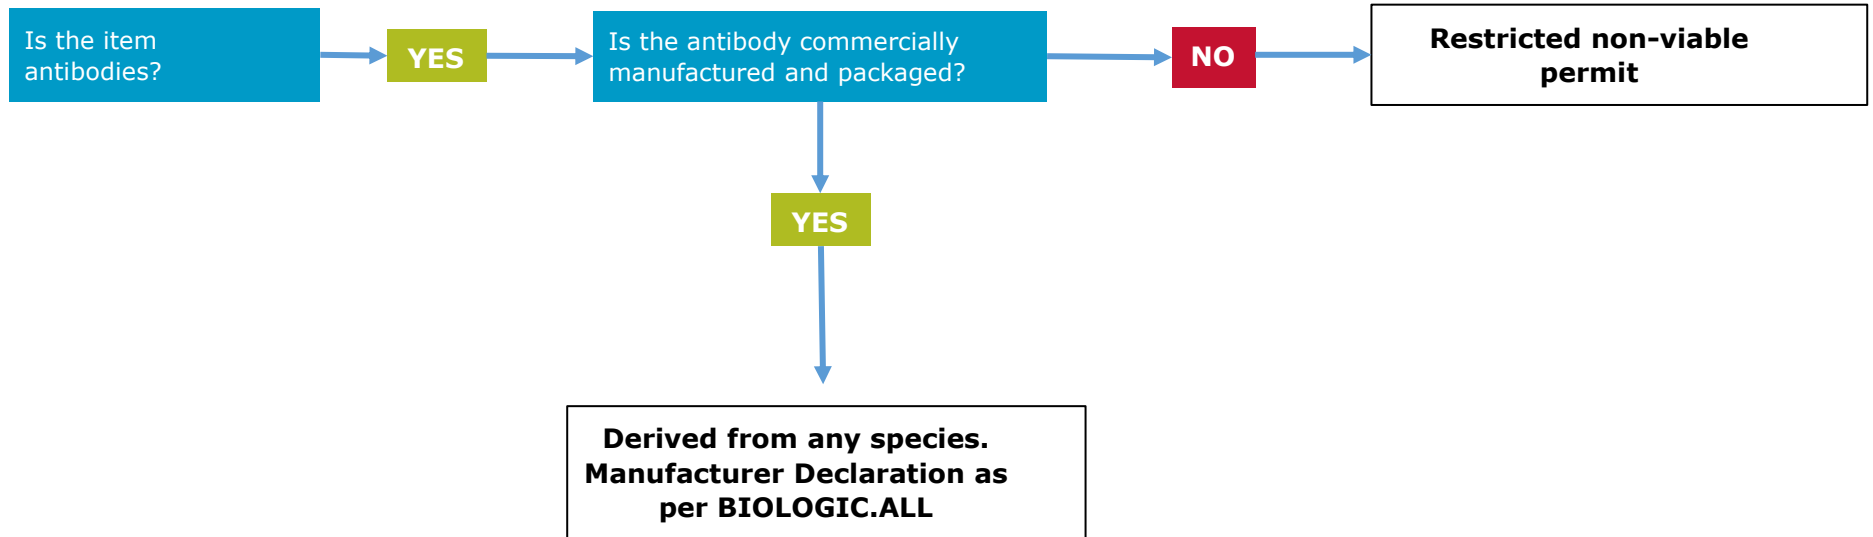 Is the item
antibodies?
YES
Is the antibody commercially
manufactured and packaged?
NO
Restricted non-viable
permit
YES
Derived from any species.
Manufacturer Declaration as
per BIOLOGIC.ALL